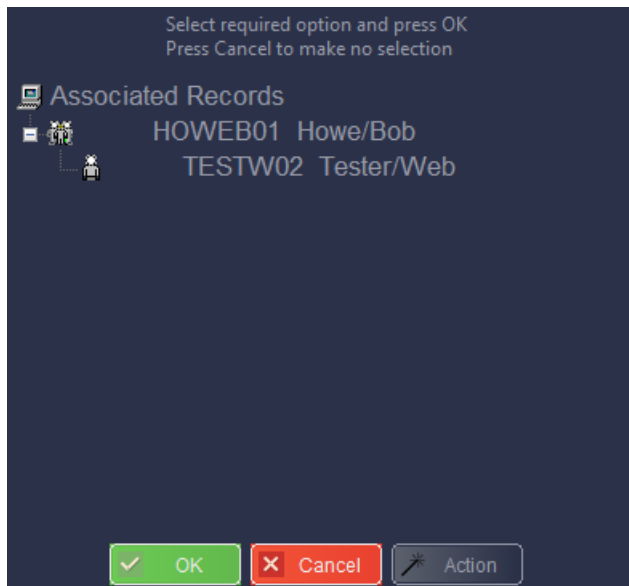 Select required option and press OK
Press Cancel to make no selection
Associated Records
HOWEB01 Howe/Bob
TESTW02 Tester/Web
OK Cancel Action